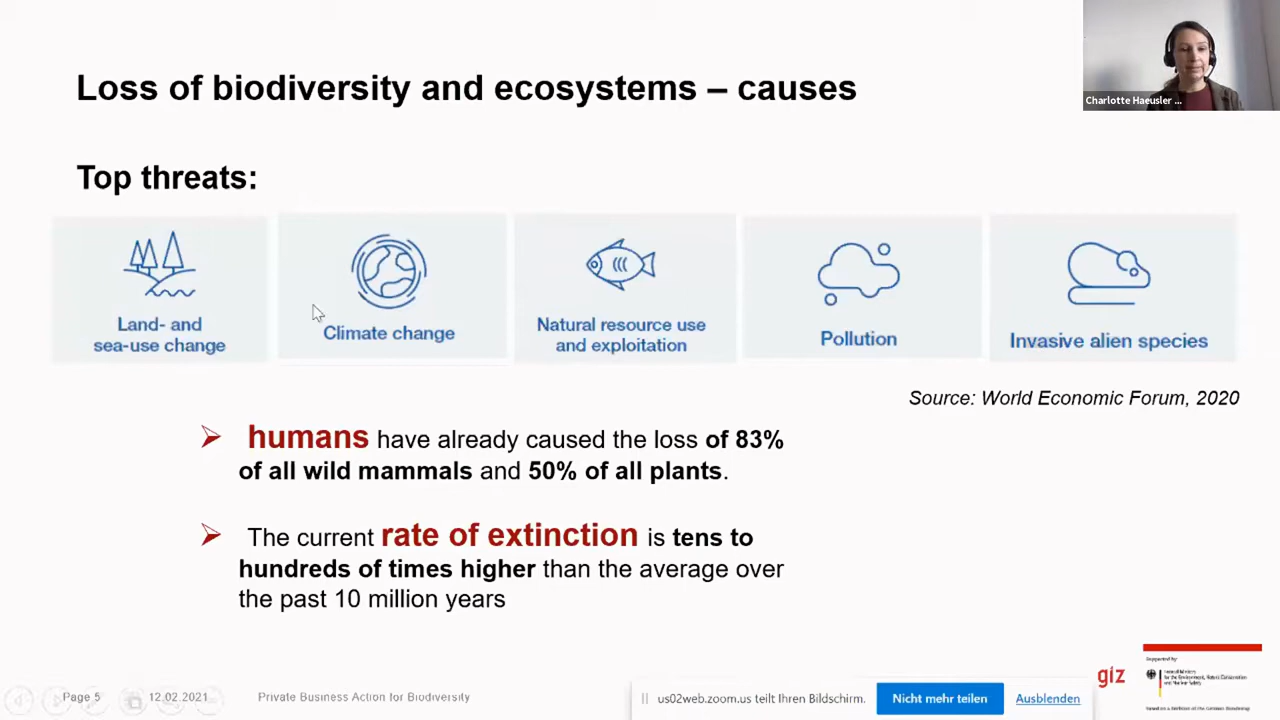 Loss of biodiversity and ecosystems – causes
Charlotte Haeusler ...
Top threats:
Land- and
sea-use change
Climate change
Natural resource use
and exploitation
Pollution
Invasive alien species
Source: World Economic Forum, 2020
humans have already caused the loss of 83%
of all wild mammals and 50% of all plants.
The current rate of extinction is tens to
hundreds of times higher than the average over
the past 10 million years
Supported by:
giz
Page 5
12.02.2021
Private Business Action for Biodiversity
us02web.zoom.us teilt Ihren Bildschirm.
Nicht mehr teilen
Ausblenden